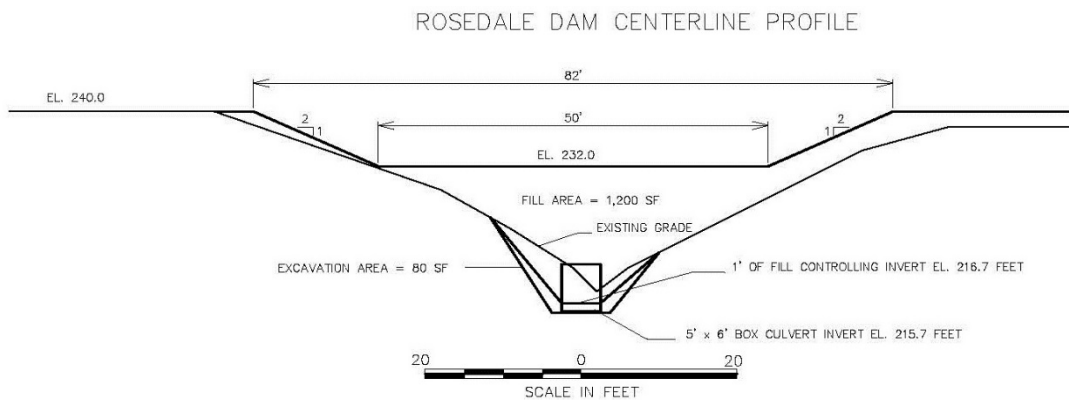 ROSEDALE DAM CENTERLINE PROFILE
82'
EL. 240.0
2
1
50'
2
1
EL. 232.0
FILL AREA = 1,200 SF
EXISTING GRADE
EXCAVATION AREA = 80 SF
1' OF FILL CONTROLLING INVERT EL. 216.7 FEET
5' x 6' BOX CULVERT INVERT EL. 215.7 FEET
20 0 20
SCALE IN FEET